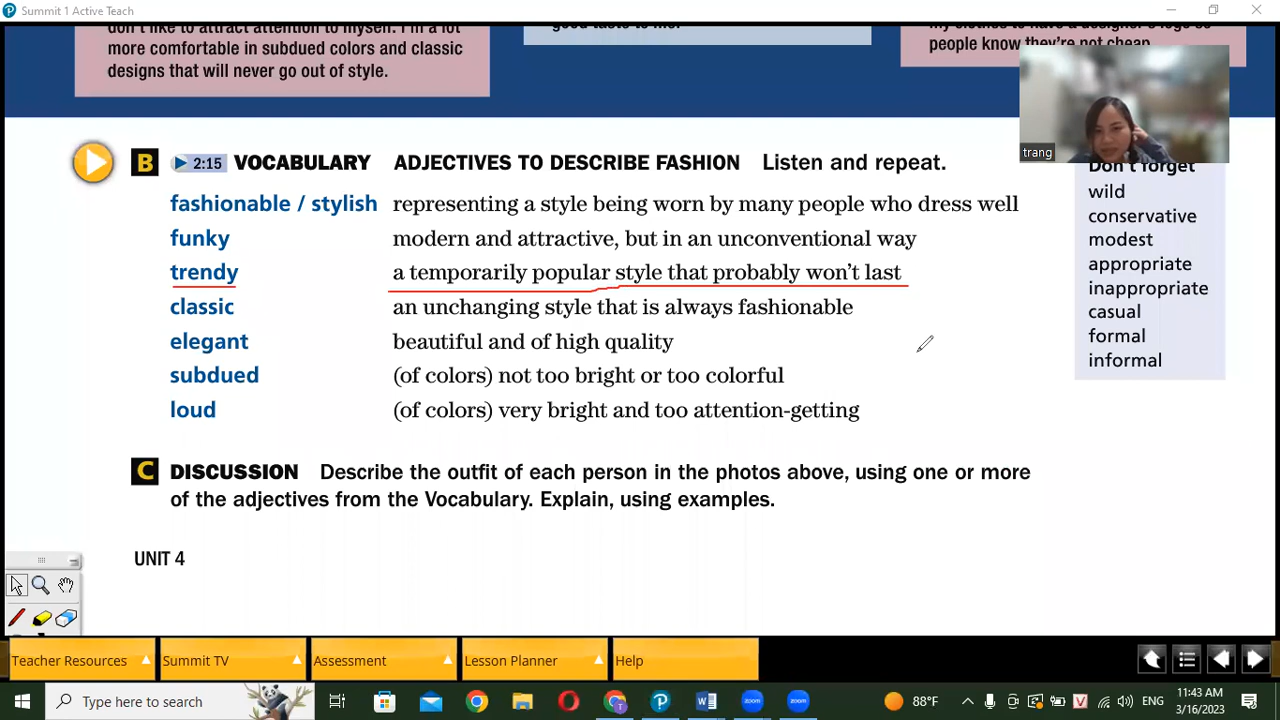 Summit 1 Active Teach
don't like to attract attention to myself. I'm a lot
more comfortable in subdued colors and classic
designs that will never go out of style.
good taste to me.
my clothes to have a designer's logo so
people know they're not cheap.
trang
B 2:15 VOCABULARY ADJECTIVES TO DESCRIBE FASHION Listen and repeat.
fashionable / stylish representing a style being worn by many people who dress well
funky modern and attractive, but in an unconventional way
trendy a temporarily popular style that probably won't last
classic an unchanging style that is always fashionable
elegant beautiful and of high quality
subdued (of colors) not too bright or too colorful
loud (of colors) very bright and too attention-getting
Don't forget
wild
conservative
modest
appropriate
inappropriate
casual
formal
informal
C DISCUSSION Describe the outfit of each person in the photos above, using one or more
of the adjectives from the Vocabulary. Explain, using examples.
UNIT 4
Teacher Resources Summit TV Assessment Lesson Planner Help
Type here to search
88°F
V
ENG
11:43 AM
3/16/2023